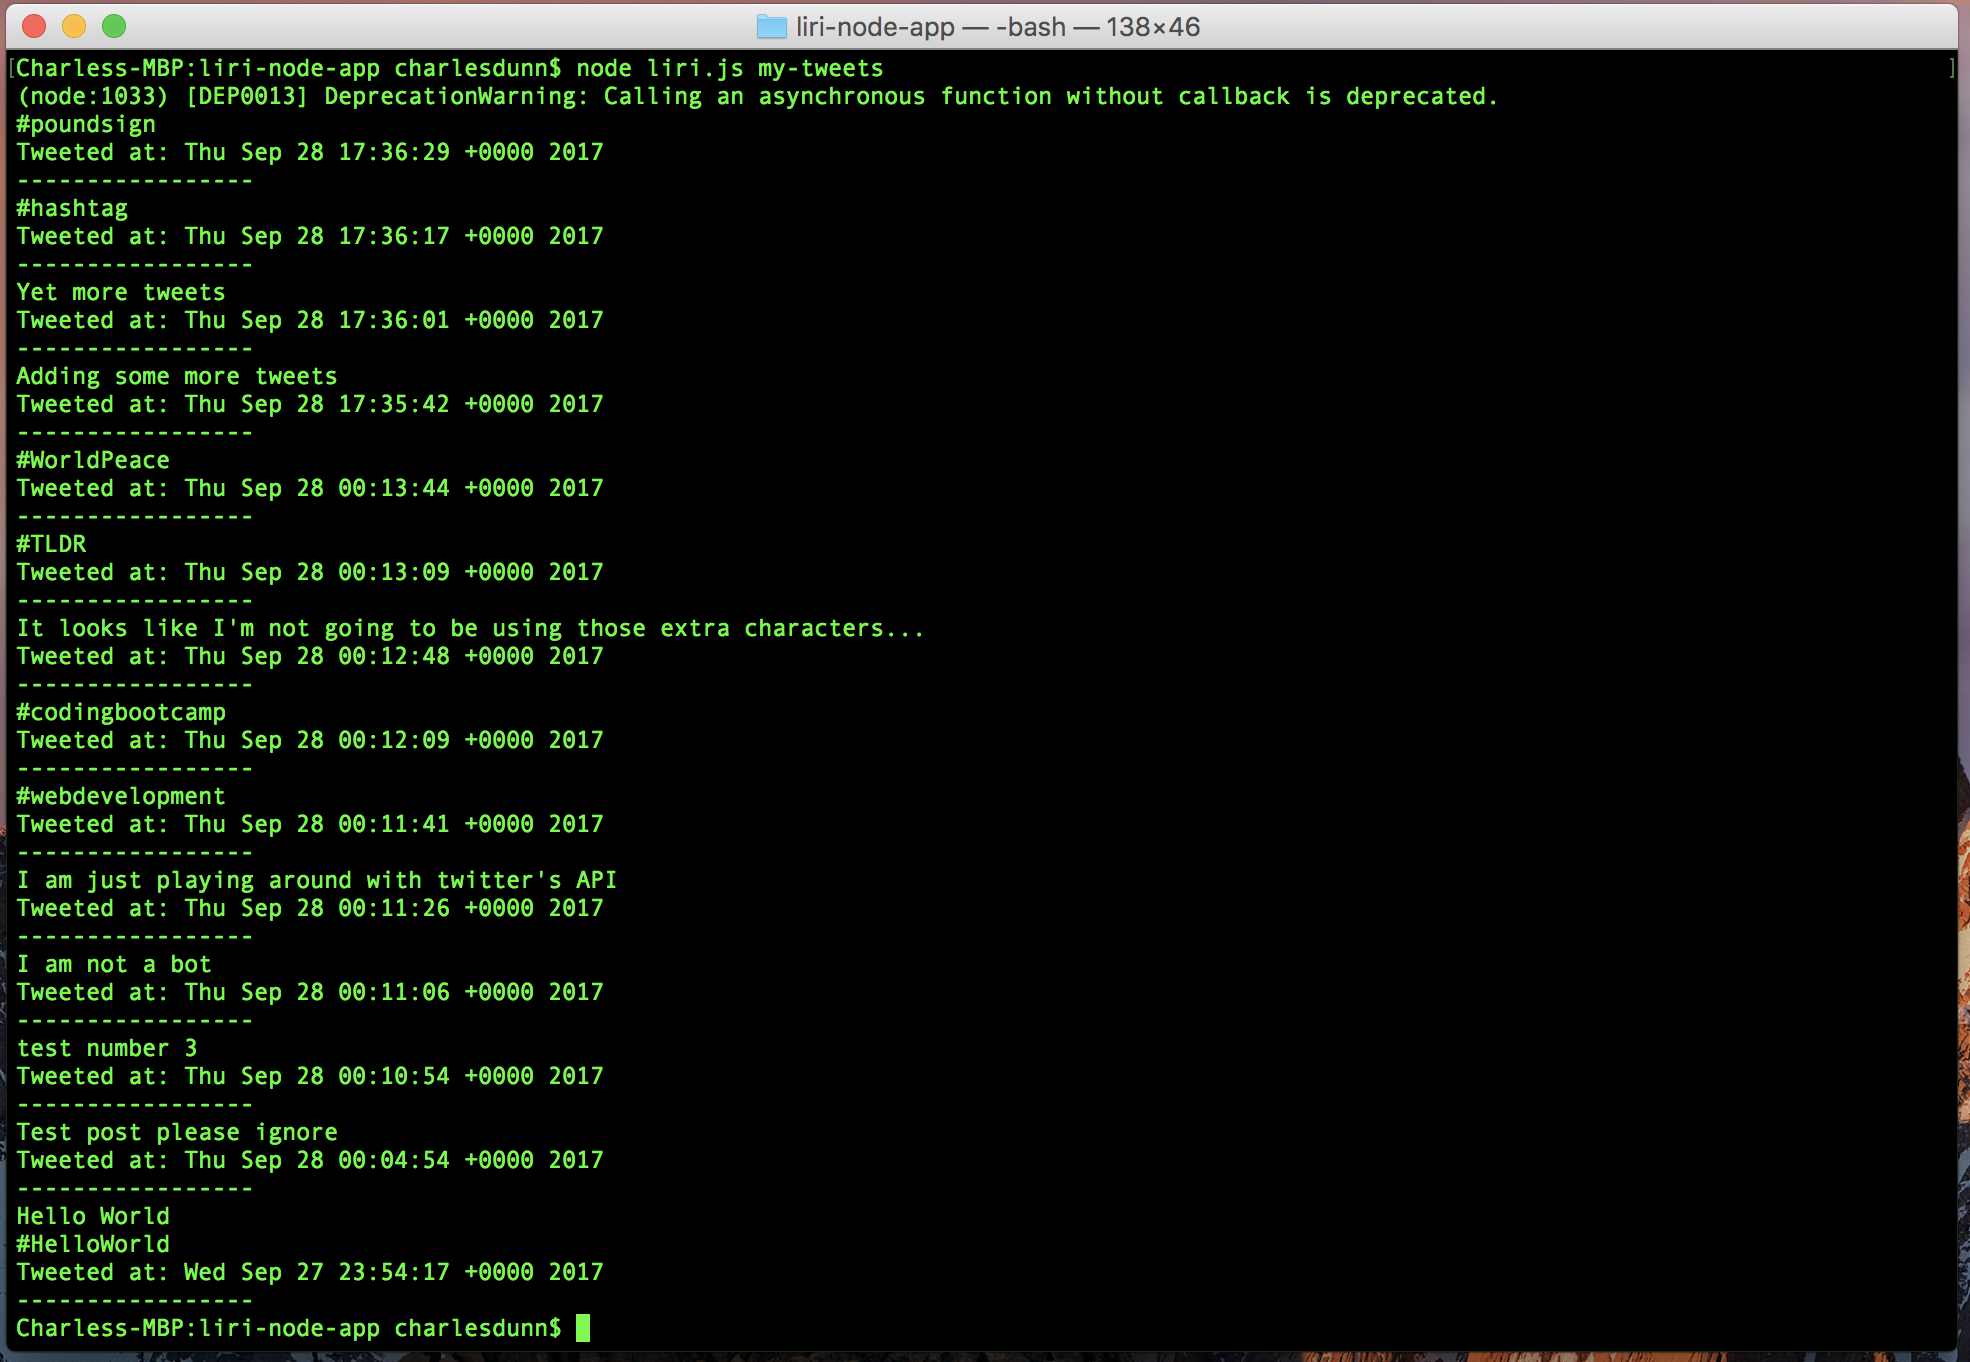 liri-node-app — -bash — 138×46
[Charless-MBP:liri-node-app charlesdunn$ node liri.js my-tweets ]
(node:1033) [DEP0013] DeprecationWarning: Calling an asynchronous function without callback is deprecated.
#poundsign
Tweeted at: Thu Sep 28 17:36:29 +0000 2017
-----------------
#hashtag
Tweeted at: Thu Sep 28 17:36:17 +0000 2017
-----------------
Yet more tweets
Tweeted at: Thu Sep 28 17:36:01 +0000 2017
-----------------
Adding some more tweets
Tweeted at: Thu Sep 28 17:35:42 +0000 2017
-----------------
#WorldPeace
Tweeted at: Thu Sep 28 00:13:44 +0000 2017
-----------------
#TLDR
Tweeted at: Thu Sep 28 00:13:09 +0000 2017
-----------------
It looks like I'm not going to be using those extra characters...
Tweeted at: Thu Sep 28 00:12:48 +0000 2017
-----------------
#codingbootcamp
Tweeted at: Thu Sep 28 00:12:09 +0000 2017
-----------------
#webdevelopment
Tweeted at: Thu Sep 28 00:11:41 +0000 2017
-----------------
I am just playing around with twitter's API
Tweeted at: Thu Sep 28 00:11:26 +0000 2017
-----------------
I am not a bot
Tweeted at: Thu Sep 28 00:11:06 +0000 2017
-----------------
test number 3
Tweeted at: Thu Sep 28 00:10:54 +0000 2017
-----------------
Test post please ignore
Tweeted at: Thu Sep 28 00:04:54 +0000 2017
-----------------
Hello World
#HelloWorld
Tweeted at: Wed Sep 27 23:54:17 +0000 2017
-----------------
Charless-MBP:liri-node-app charlesdunn$